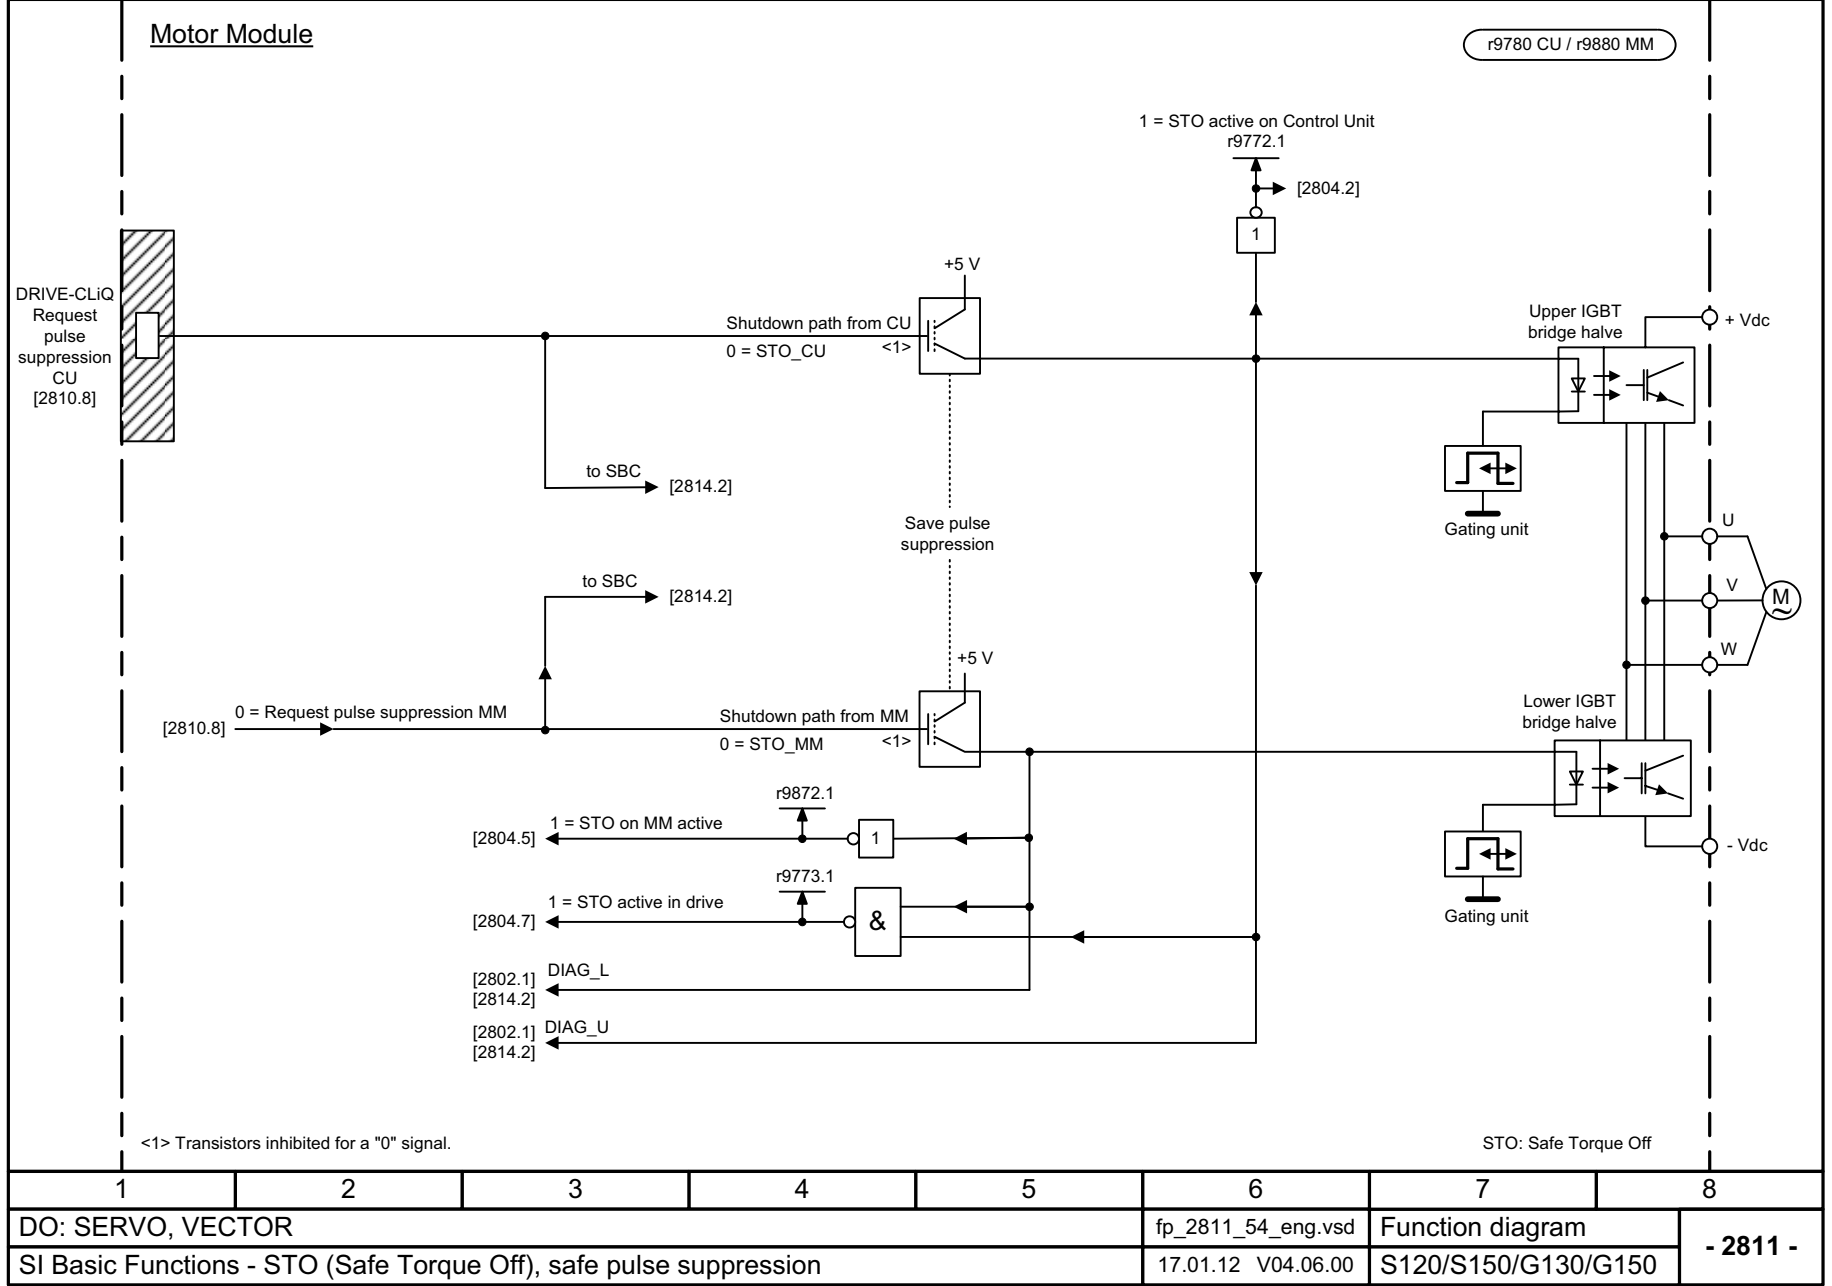 Motor Module
r9780 CU / r9880 MM
1 = STO active on Control Unit
r9772.1
[2804.2]
1
+5 V
DRIVE-CLiQ
Request
pulse
suppression
CU
[2810.8]
Shutdown path from CU
0 = STO_CU
<1>
Upper IGBT
bridge halve
+ Vdc
to SBC
[2814.2]
Save pulse
suppression
Gating unit
U
V
M
~
W
to SBC
[2814.2]
+5 V
[2810.8]
0 = Request pulse suppression MM
Shutdown path from MM
0 = STO_MM
<1>
Lower IGBT
bridge halve
- Vdc
r9872.1
[2804.5]
1 = STO on MM active
1
r9773.1
[2804.7]
1 = STO active in drive
&
Gating unit
[2802.1]
[2814.2]
DIAG_L
[2802.1]
[2814.2]
DIAG_U
<1> Transistors inhibited for a "0" signal.
STO: Safe Torque Off
1 2 3 4 5 6 7 8
DO: SERVO, VECTOR
fp_2811_54_eng.vsd
Function diagram
- 2811 -
SI Basic Functions - STO (Safe Torque Off), safe pulse suppression
17.01.12 V04.06.00
S120/S150/G130/G150